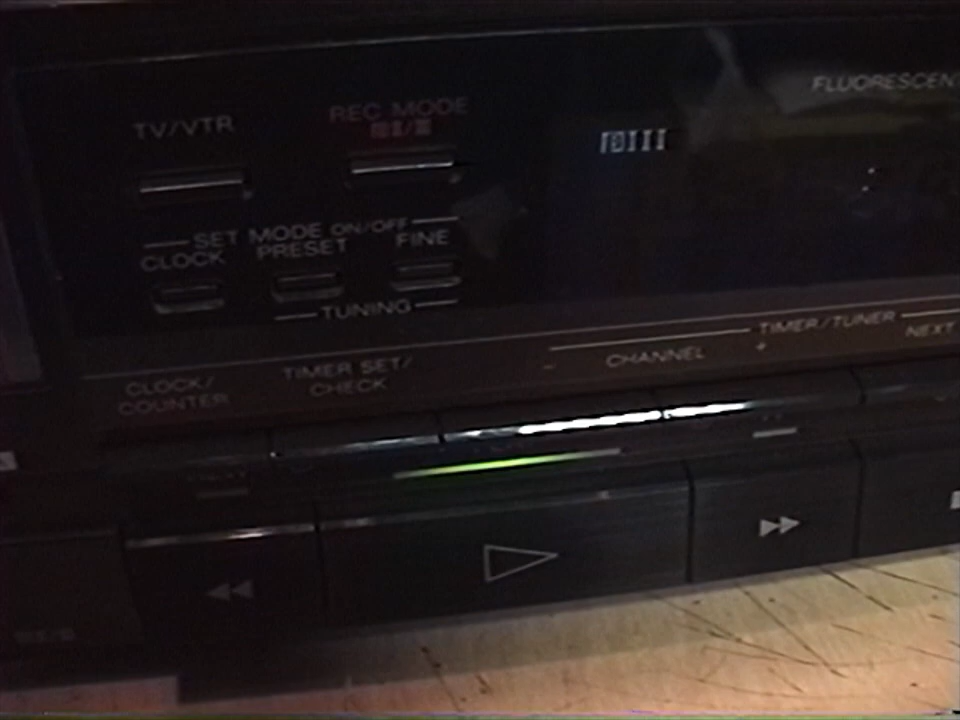 FLUORESCEN
REC MODE
TV/VTR
SET MODE ON/OFF
CLOCK PRESET FINE
TUNING
TIMER/TUNER
- CHANNEL + NEXT
CLOCK/
COUNTER
TIMER SET/
CHECK